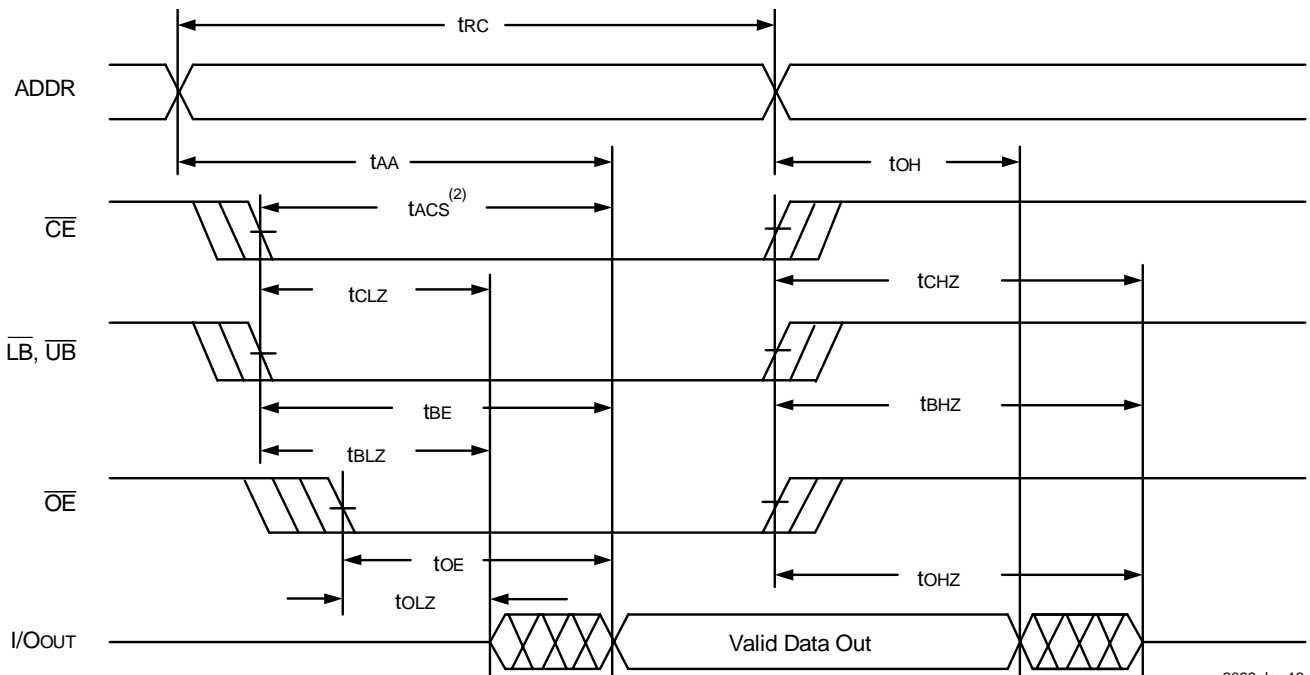 tRC
ADDR
tAA
tOH
tACS(2)
CE
tCLZ
tCHZ
LB, UB
tBE
tBHZ
tBLZ
OE
tOE
tOLZ
tOHZ
I/OOUT
Valid Data Out